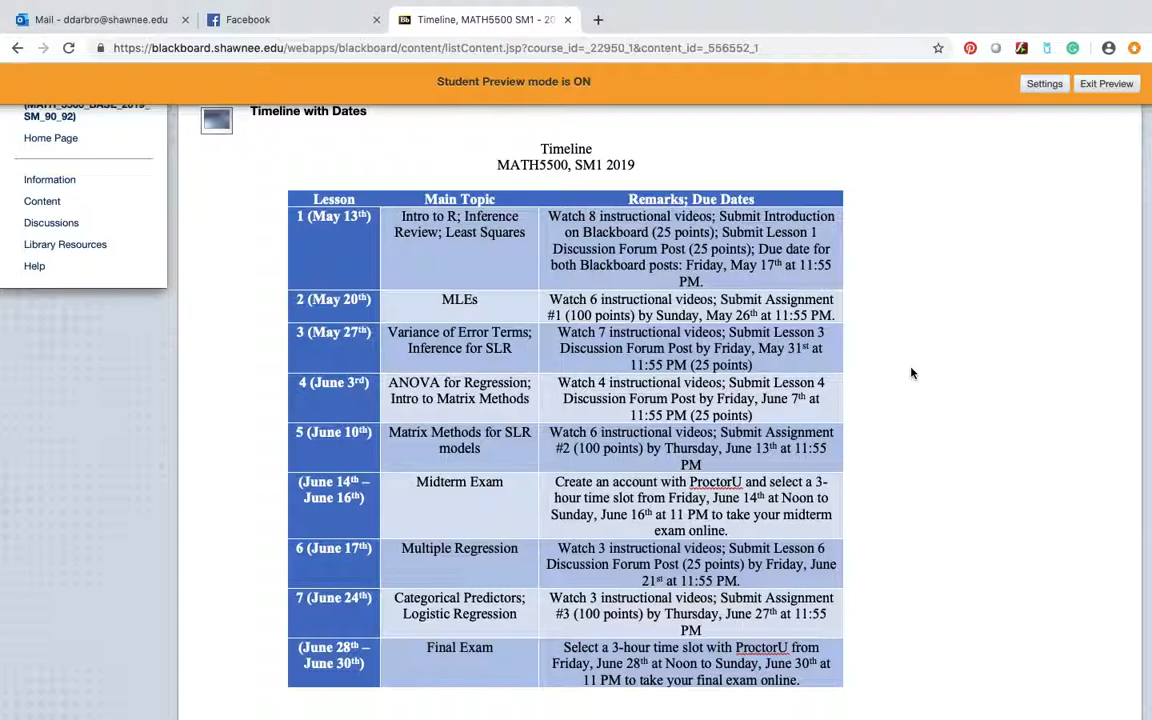 Mail - ddarbro@shawnee.edu
Facebook
Timeline, MATH5500 SM1 - 20
https://blackboard.shawnee.edu/webapps/blackboard/content/listContent.jsp?course_id=_22950_1&content_id=_556552_1
Student Preview mode is ON
Settings
Exit Preview
(MATH_5500_BASE_2019_
SM_90_92)
Home Page
Information
Content
Discussions
Library Resources
Help
Timeline with Dates
Timeline
MATH5500, SM1 2019
Lesson Main Topic Remarks; Due Dates
1 (May 13th)
Intro to R; Inference
Review; Least Squares
Watch 8 instructional videos; Submit Introduction
on Blackboard (25 points); Submit Lesson 1
Discussion Forum Post (25 points); Due date for
both Blackboard posts: Friday, May 17th at 11:55
PM.
2 (May 20th)
MLEs
Watch 6 instructional videos; Submit Assignment
#1 (100 points) by Sunday, May 26th at 11:55 PM.
3 (May 27th)
Variance of Error Terms;
Inference for SLR
Watch 7 instructional videos; Submit Lesson 3
Discussion Forum Post by Friday, May 31st at
11:55 PM (25 points)
4 (June 3rd)
ANOVA for Regression;
Intro to Matrix Methods
Watch 4 instructional videos; Submit Lesson 4
Discussion Forum Post by Friday, June 7th at
11:55 PM (25 points)
5 (June 10th)
Matrix Methods for SLR
models
Watch 6 instructional videos; Submit Assignment
#2 (100 points) by Thursday, June 13th at 11:55
PM
(June 14th –
June 16th)
Midterm Exam
Create an account with ProctorU and select a 3-
hour time slot from Friday, June 14th at Noon to
Sunday, June 16th at 11 PM to take your midterm
exam online.
6 (June 17th)
Multiple Regression
Watch 3 instructional videos; Submit Lesson 6
Discussion Forum Post (25 points) by Friday, June
21st at 11:55 PM.
7 (June 24th)
Categorical Predictors;
Logistic Regression
Watch 3 instructional videos; Submit Assignment
#3 (100 points) by Thursday, June 27th at 11:55
PM
(June 28th –
June 30th)
Final Exam
Select a 3-hour time slot with ProctorU from
Friday, June 28th at Noon to Sunday, June 30th at
11 PM to take your final exam online.